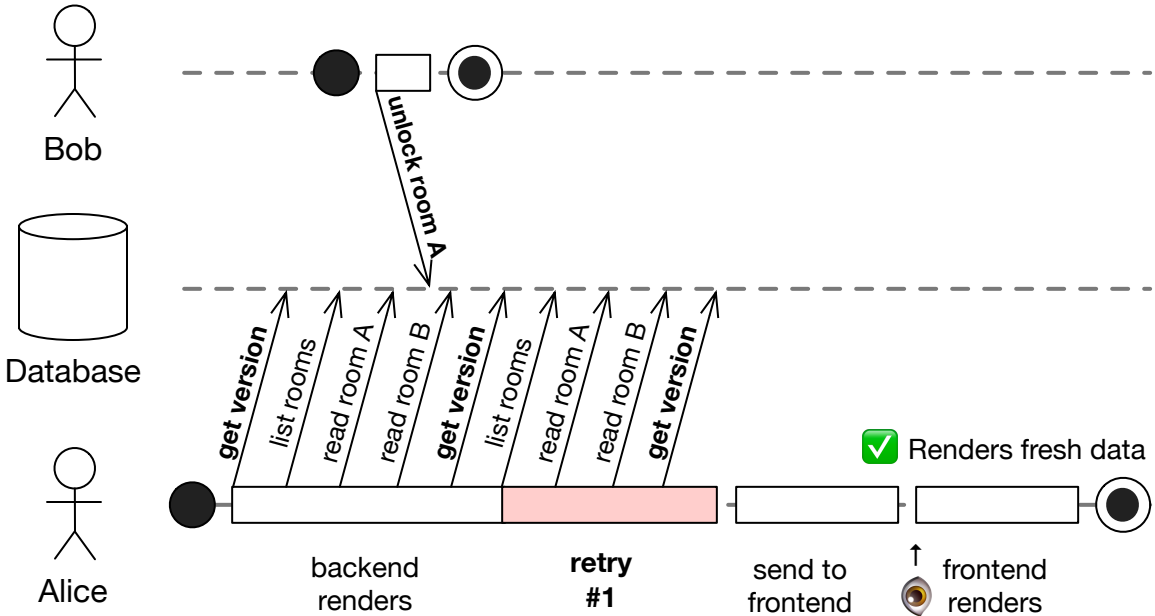 Bob
unlock room A
Database
get version
list rooms
read room A
read room B
get version
list rooms
read room A
read room B
get version
✅ Renders fresh data
Alice
backend
renders
retry
#1
send to
frontend
↑
frontend
renders